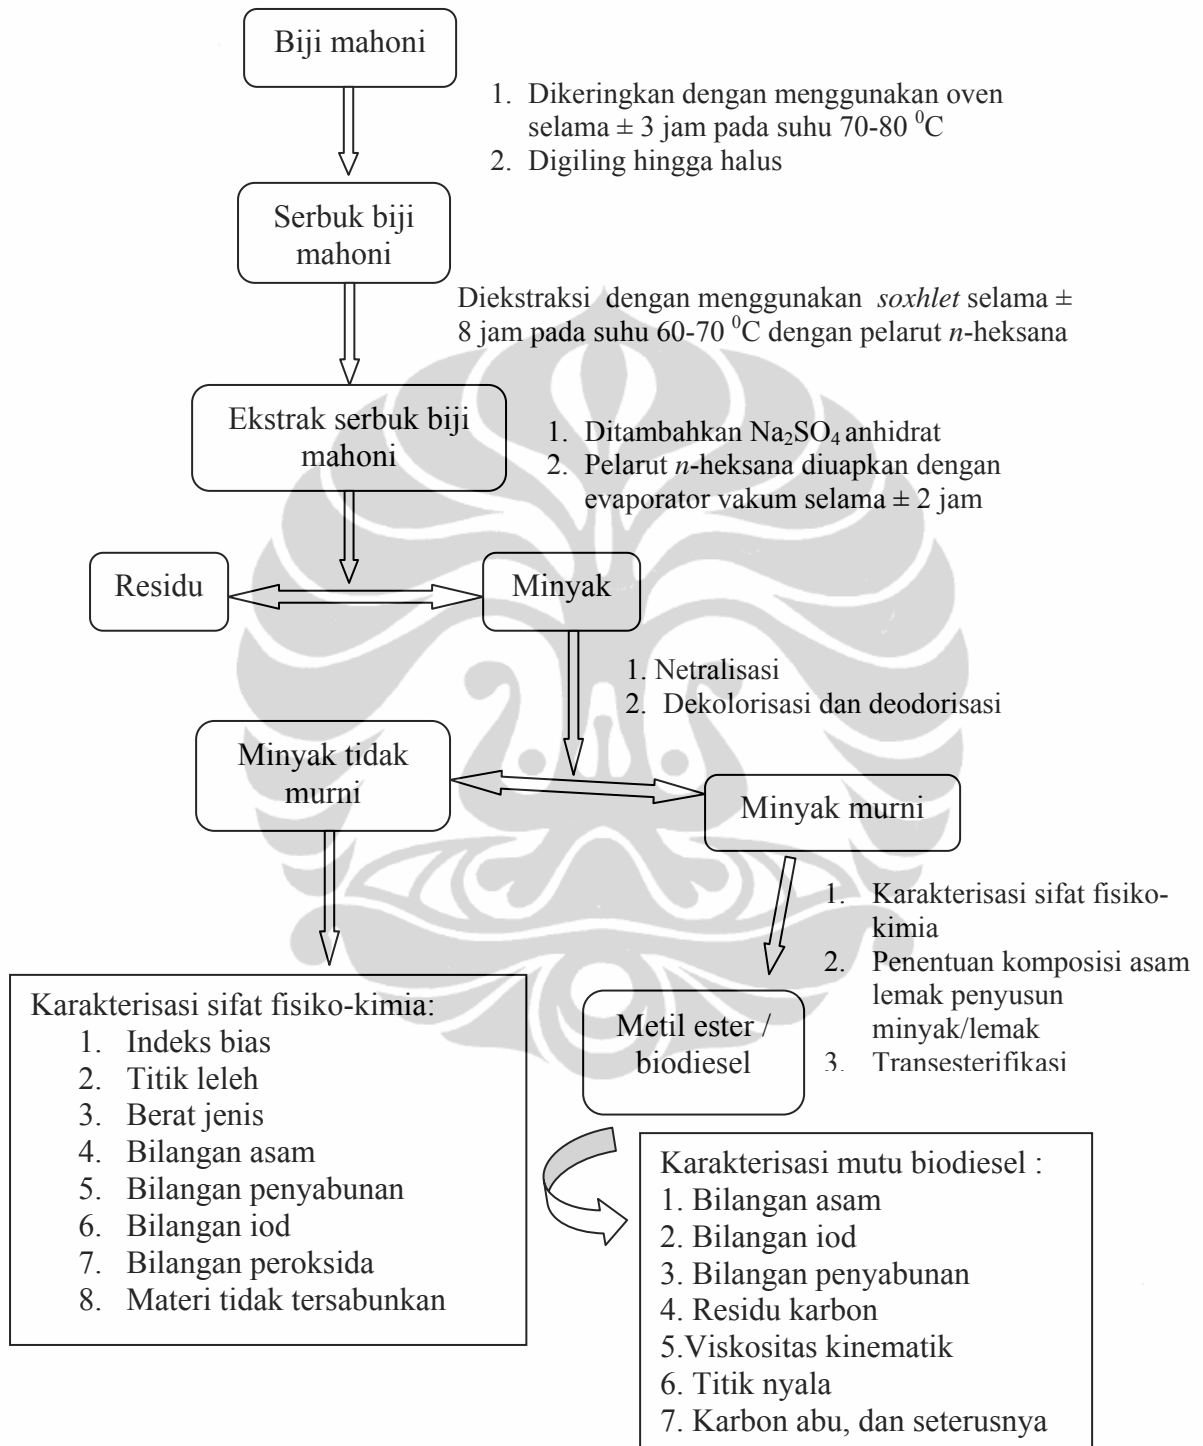 Biji mahoni
1. Dikeringkan dengan menggunakan oven
selama ± 3 jam pada suhu 70-80 ⁰C
2. Digiling hingga halus
Serbuk biji
mahoni
Diekstraksi dengan menggunakan soxhlet selama ±
8 jam pada suhu 60-70 ⁰C dengan pelarut n-heksana
Ekstrak serbuk biji
mahoni
1. Ditambahkan Na₂SO₄ anhidrat
2. Pelarut n-heksana diuapkan dengan
evaporator vakum selama ± 2 jam
Residu
Minyak
1. Netralisasi
2. Dekolorisasi dan deodorisasi
Minyak tidak
murni
Minyak murni
1. Karakterisasi sifat fisiko-
kimia
2. Penentuan komposisi asam
lemak penyusun
minyak/lemak
3. Transesterifikasi
Metil ester /
biodiesel
Karakterisasi sifat fisiko-kimia:
1. Indeks bias
2. Titik leleh
3. Berat jenis
4. Bilangan asam
5. Bilangan penyabunan
6. Bilangan iod
7. Bilangan peroksida
8. Materi tidak tersabunkan
Karakterisasi mutu biodiesel :
1. Bilangan asam
2. Bilangan iod
3. Bilangan penyabunan
4. Residu karbon
5.Viskositas kinematik
6. Titik nyala
7. Karbon abu, dan seterusnya